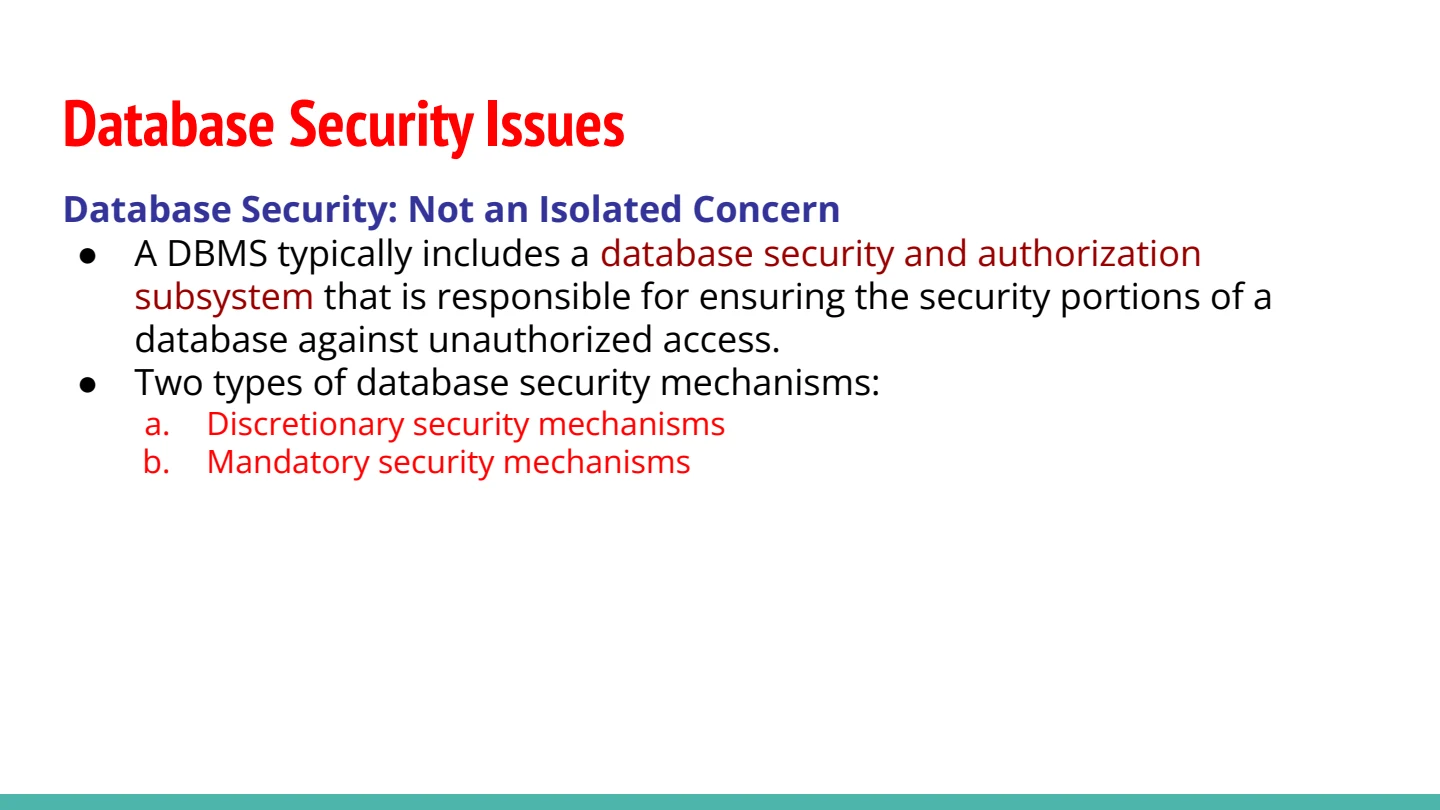 Database Security Issues
Database Security: Not an Isolated Concern
● A DBMS typically includes a database security and authorization
subsystem that is responsible for ensuring the security portions of a
database against unauthorized access.
● Two types of database security mechanisms:
a. Discretionary security mechanisms
b. Mandatory security mechanisms